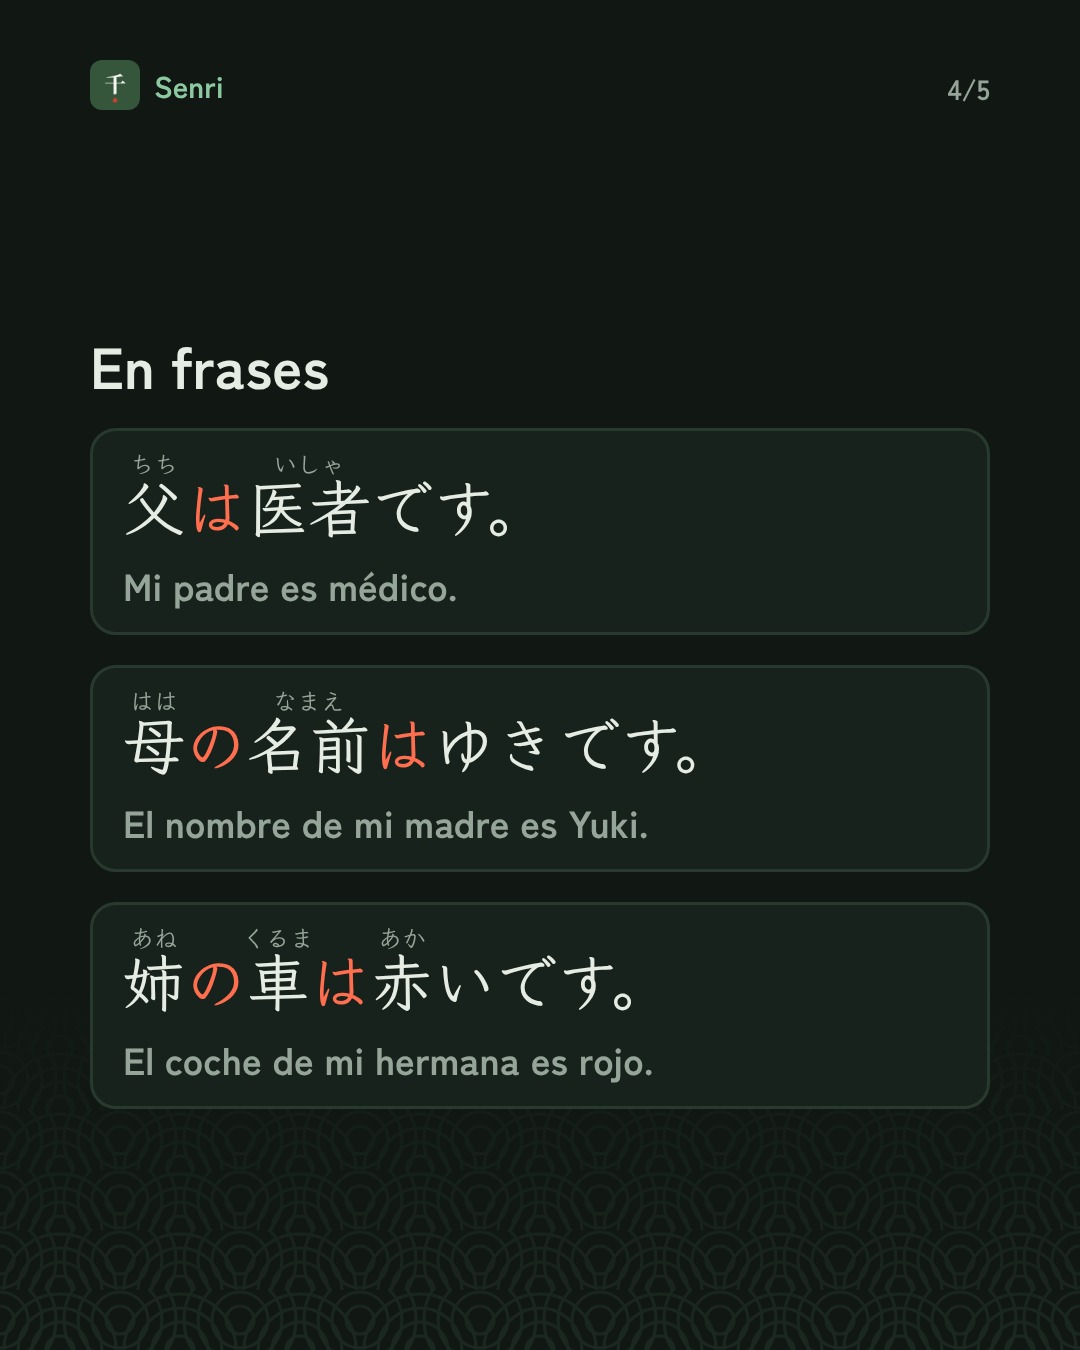 千 Senri
4/5
En frases
ちち いしゃ
父は医者です。
Mi padre es médico.
はは なまえ
母の名前はゆきです。
El nombre de mi madre es Yuki.
あね くるま あか
姉の車は赤いです。
El coche de mi hermana es rojo.